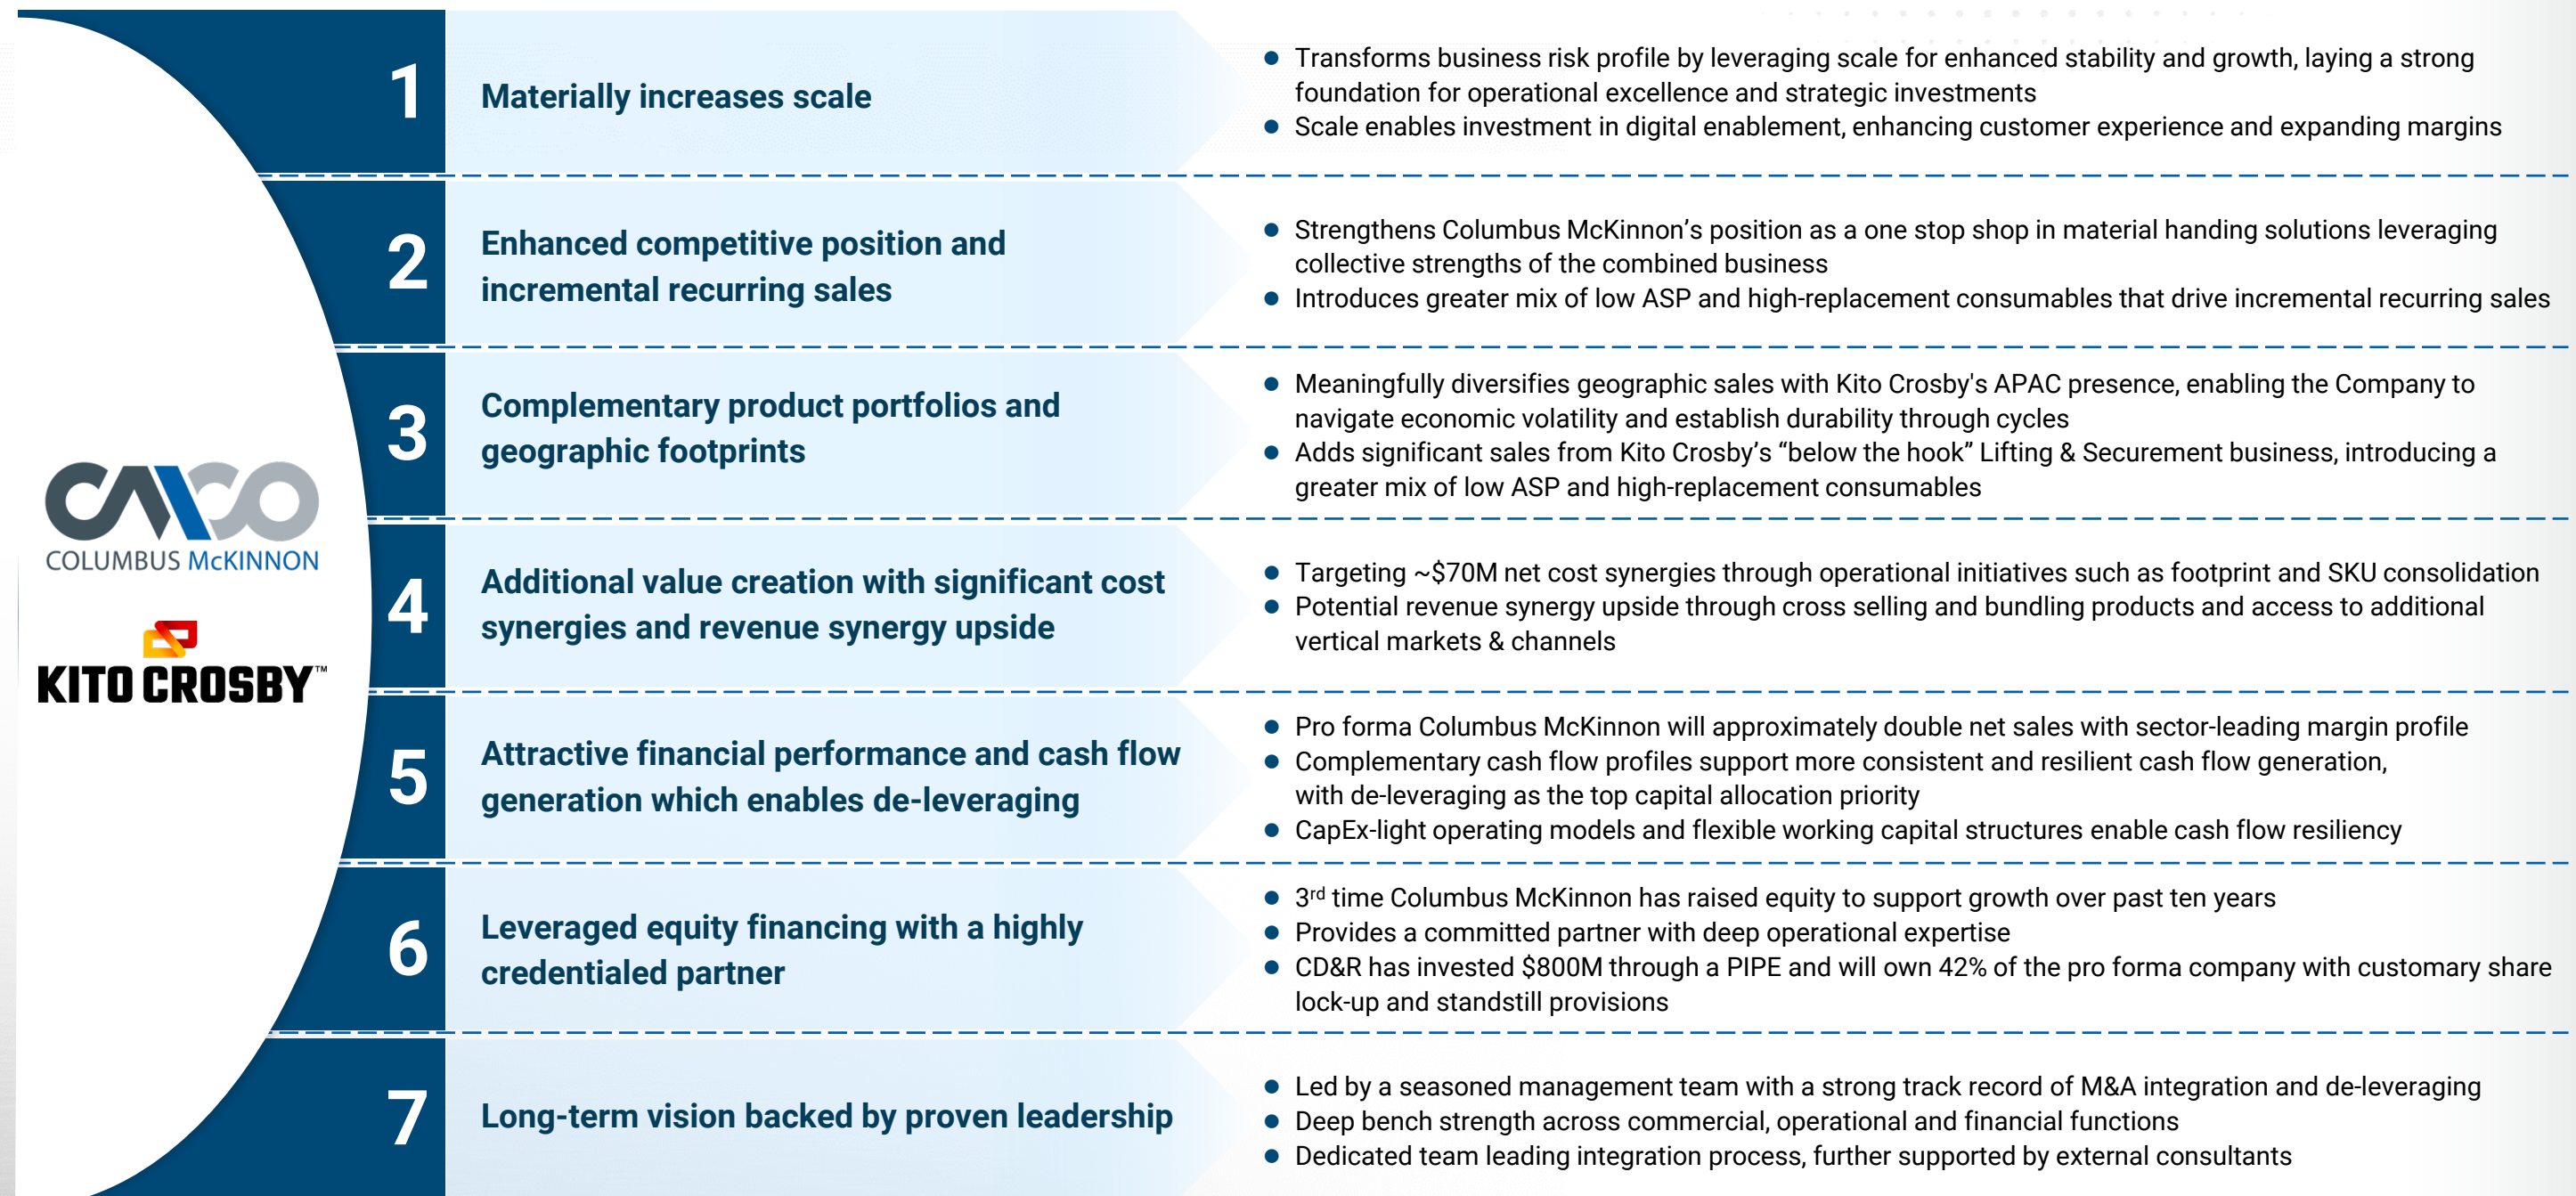 1
Materially increases scale
● Transforms business risk profile by leveraging scale for enhanced stability and growth, laying a strong
foundation for operational excellence and strategic investments
● Scale enables investment in digital enablement, enhancing customer experience and expanding margins
2
Enhanced competitive position and
incremental recurring sales
● Strengthens Columbus McKinnon’s position as a one stop shop in material handing solutions leveraging
collective strengths of the combined business
● Introduces greater mix of low ASP and high-replacement consumables that drive incremental recurring sales
3
Complementary product portfolios and
geographic footprints
● Meaningfully diversifies geographic sales with Kito Crosby's APAC presence, enabling the Company to
navigate economic volatility and establish durability through cycles
● Adds significant sales from Kito Crosby’s “below the hook” Lifting & Securement business, introducing a
greater mix of low ASP and high-replacement consumables
CMCO
COLUMBUS McKINNON
KITO CROSBY™
4
Additional value creation with significant cost
synergies and revenue synergy upside
● Targeting ~$70M net cost synergies through operational initiatives such as footprint and SKU consolidation
● Potential revenue synergy upside through cross selling and bundling products and access to additional
vertical markets & channels
5
Attractive financial performance and cash flow
generation which enables de-leveraging
● Pro forma Columbus McKinnon will approximately double net sales with sector-leading margin profile
● Complementary cash flow profiles support more consistent and resilient cash flow generation,
with de-leveraging as the top capital allocation priority
● CapEx-light operating models and flexible working capital structures enable cash flow resiliency
6
Leveraged equity financing with a highly
credentialed partner
● 3rd time Columbus McKinnon has raised equity to support growth over past ten years
● Provides a committed partner with deep operational expertise
● CD&R has invested $800M through a PIPE and will own 42% of the pro forma company with customary share
lock-up and standstill provisions
7
Long-term vision backed by proven leadership
● Led by a seasoned management team with a strong track record of M&A integration and de-leveraging
● Deep bench strength across commercial, operational and financial functions
● Dedicated team leading integration process, further supported by external consultants